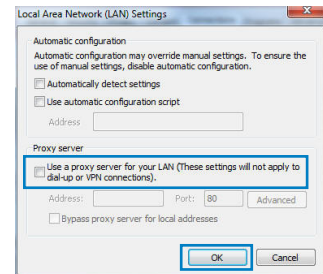 Local Area Network (LAN) Settings
Automatic configuration
Automatic configuration may override manual settings. To ensure the
use of manual settings, disable automatic configuration.
Automatically detect settings
Use automatic configuration script
Address
Proxy server
Use a proxy server for your LAN (These settings will not apply to
dial-up or VPN connections).
Address: Port: 80 Advanced
Bypass proxy server for local addresses
OK Cancel